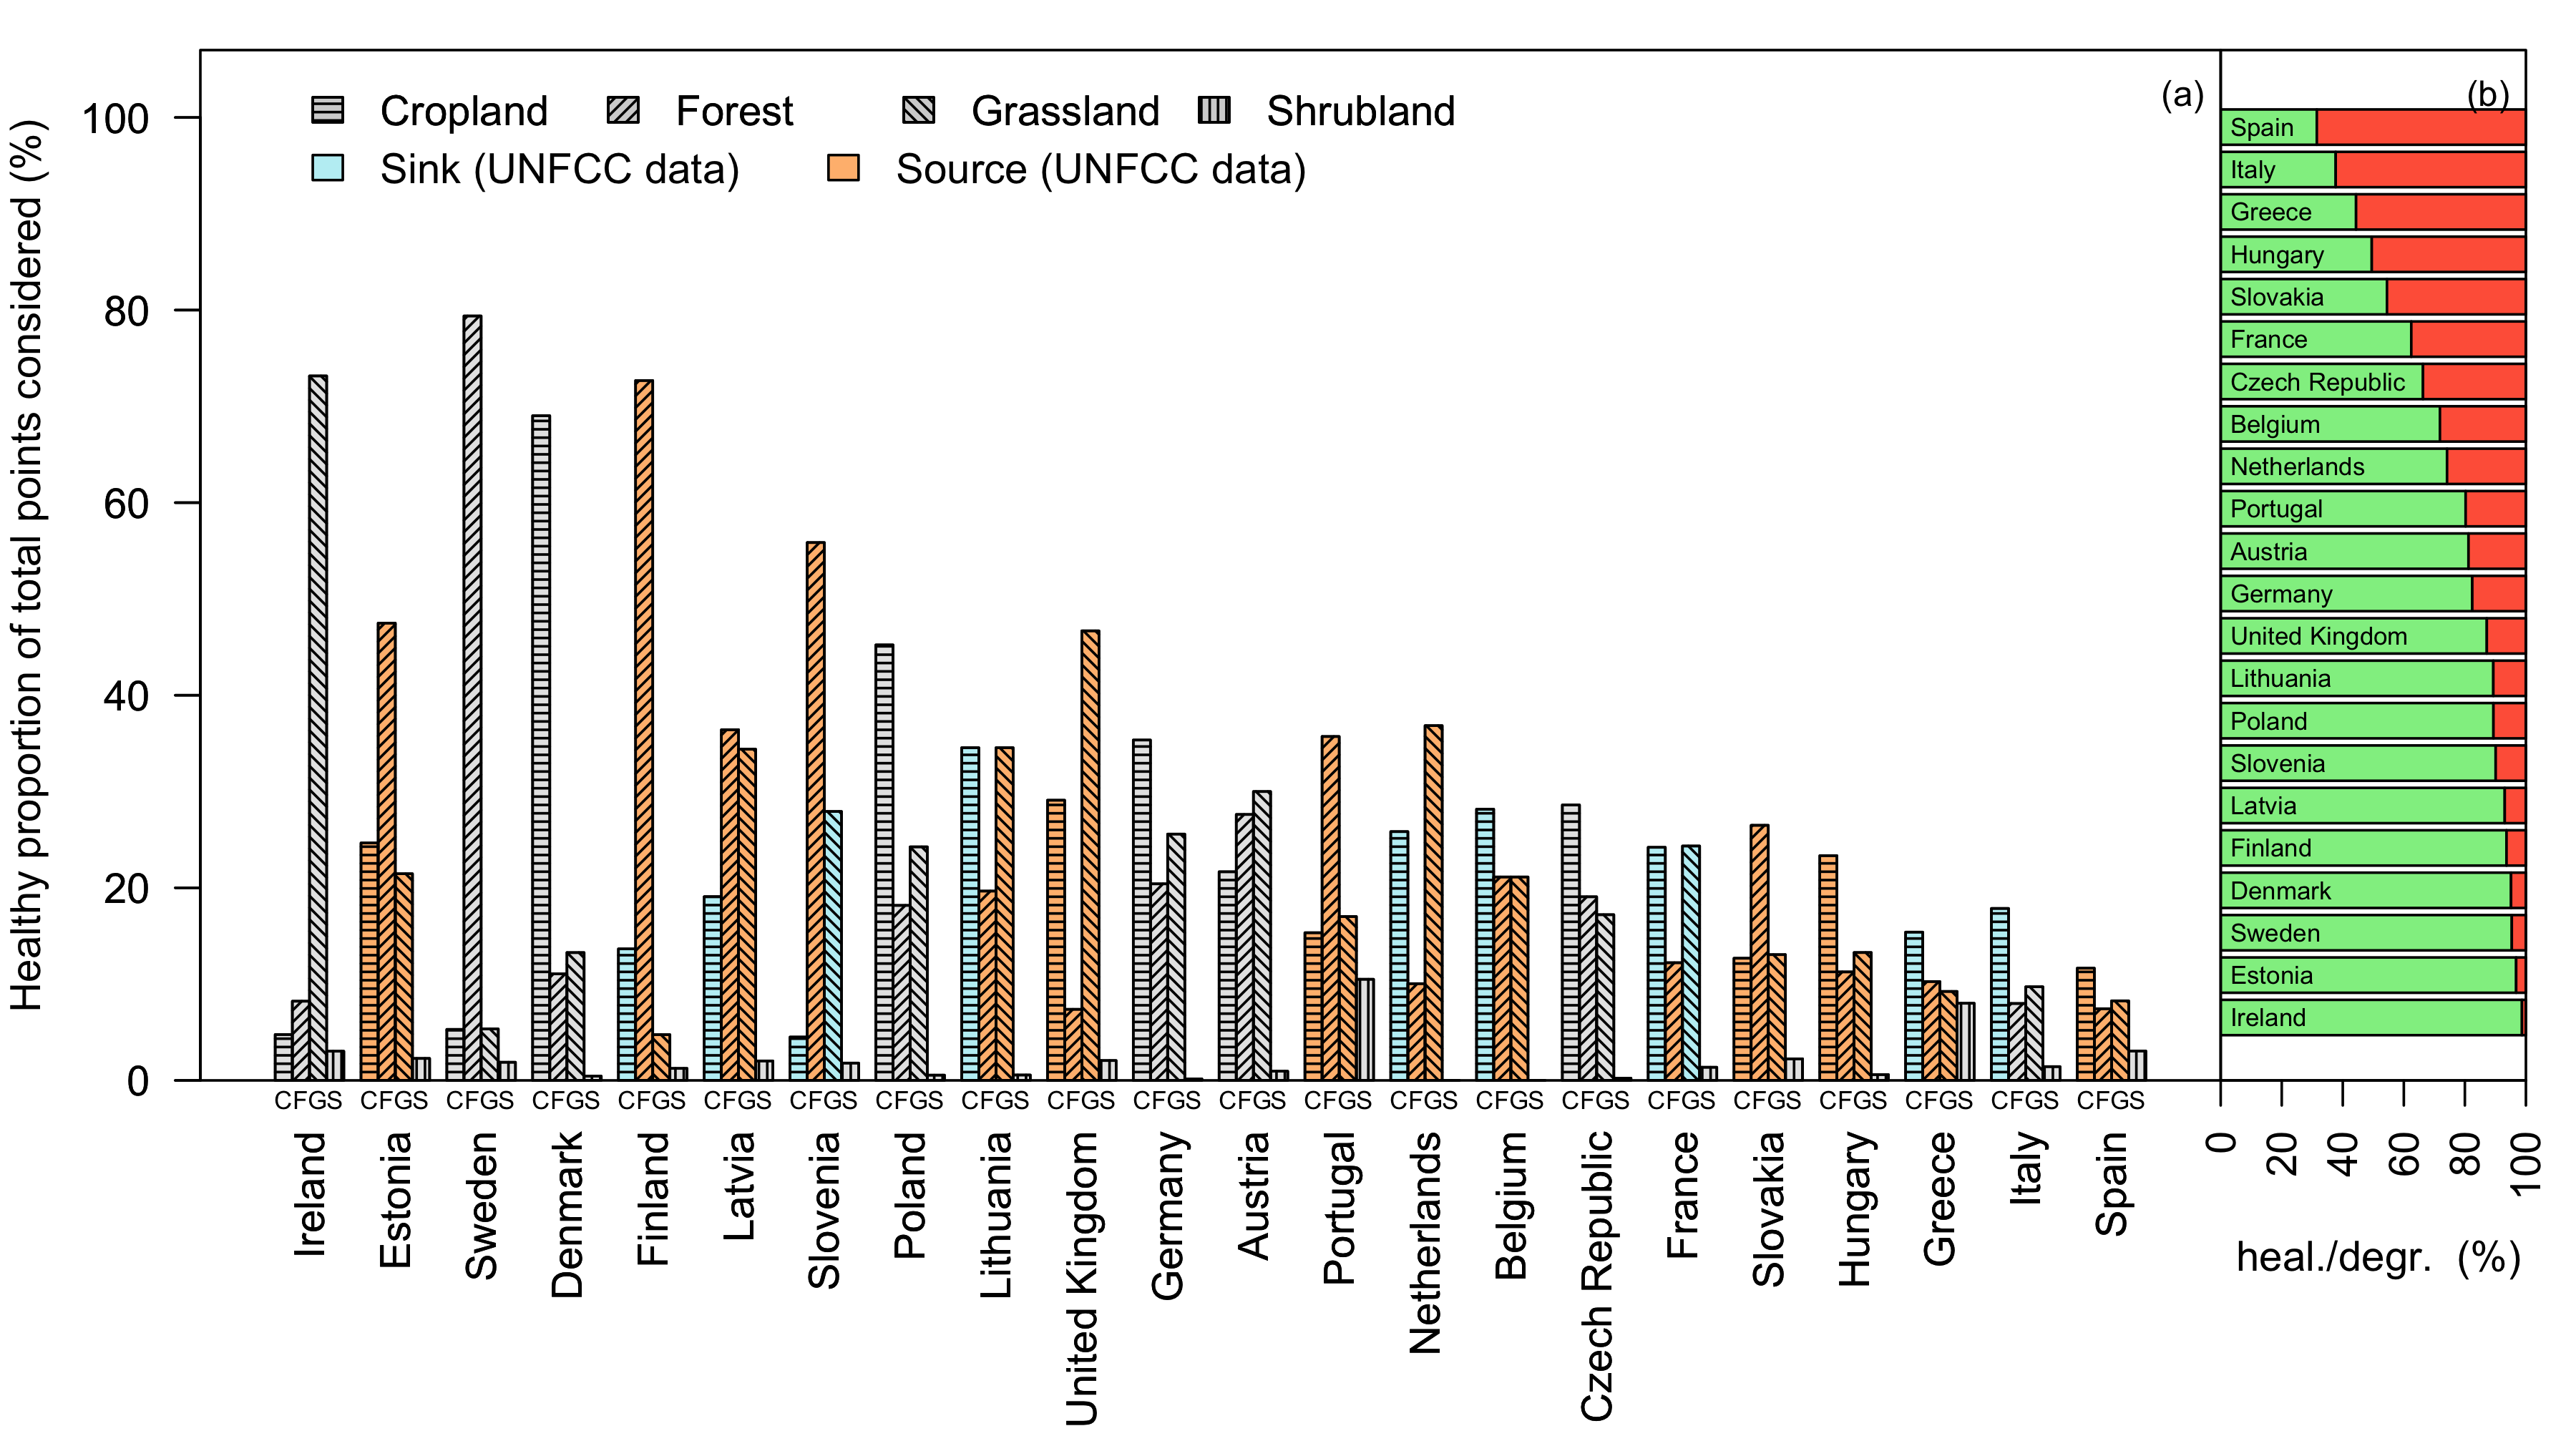 Healthy proportion of total points considered (%)
100
80
60
40
20
0
Cropland Forest Grassland Shrubland
Sink (UNFCC data) Source (UNFCC data)
(a)
CFGS CFGS CFGS CFGS CFGS CFGS CFGS CFGS CFGS CFGS CFGS CFGS CFGS CFGS CFGS CFGS CFGS CFGS CFGS CFGS CFGS CFGS
Ireland
Estonia
Sweden
Denmark
Finland
Latvia
Slovenia
Poland
Lithuania
United Kingdom
Germany
Austria
Portugal
Netherlands
Belgium
Czech Republic
France
Slovakia
Hungary
Greece
Italy
Spain
(b)
Spain
Italy
Greece
Hungary
Slovakia
France
Czech Republic
Belgium
Netherlands
Portugal
Austria
Germany
United Kingdom
Lithuania
Poland
Slovenia
Latvia
Finland
Denmark
Sweden
Estonia
Ireland
0 20 40 60 80 100
heal./degr. (%)